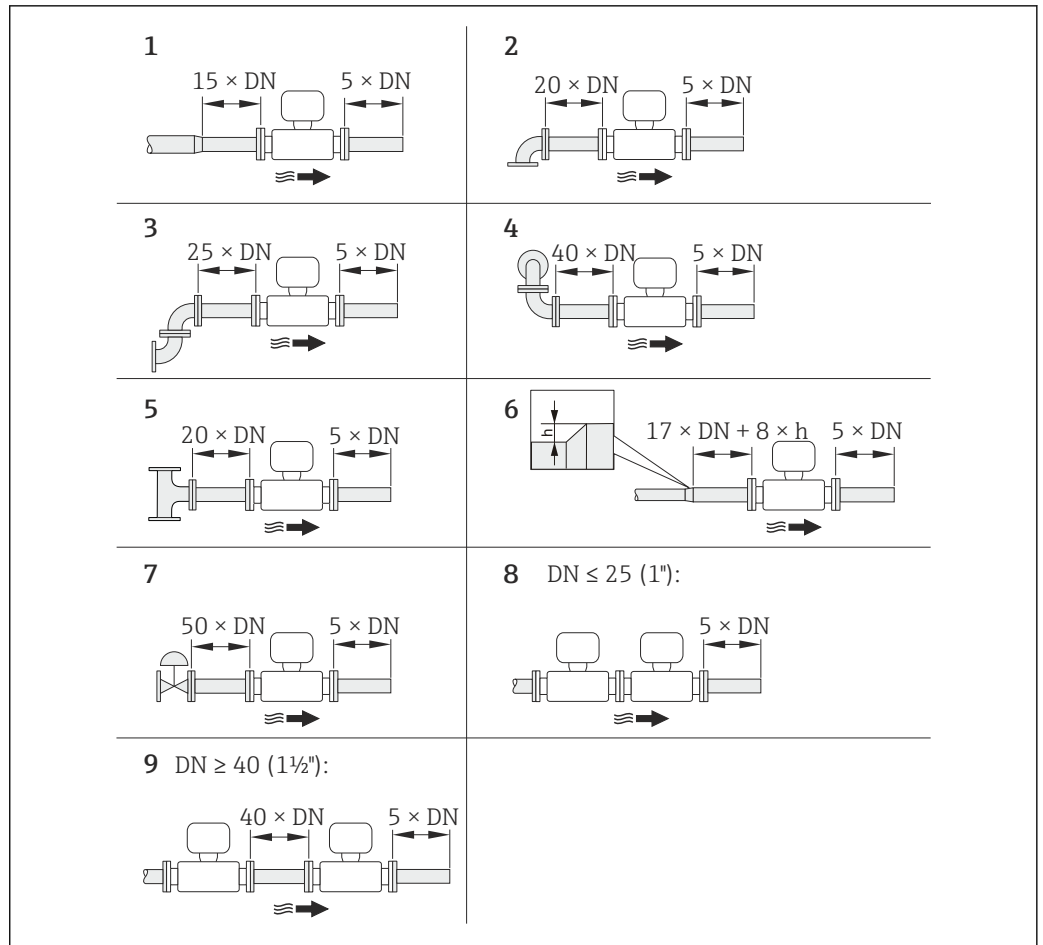 1
15 × DN 5 × DN
2
20 × DN 5 × DN
3
25 × DN 5 × DN
4
40 × DN 5 × DN
5
20 × DN 5 × DN
6
h
17 × DN + 8 × h 5 × DN
7
50 × DN 5 × DN
8 DN ≤ 25 (1"):
5 × DN
9 DN ≥ 40 (1½"):
40 × DN 5 × DN